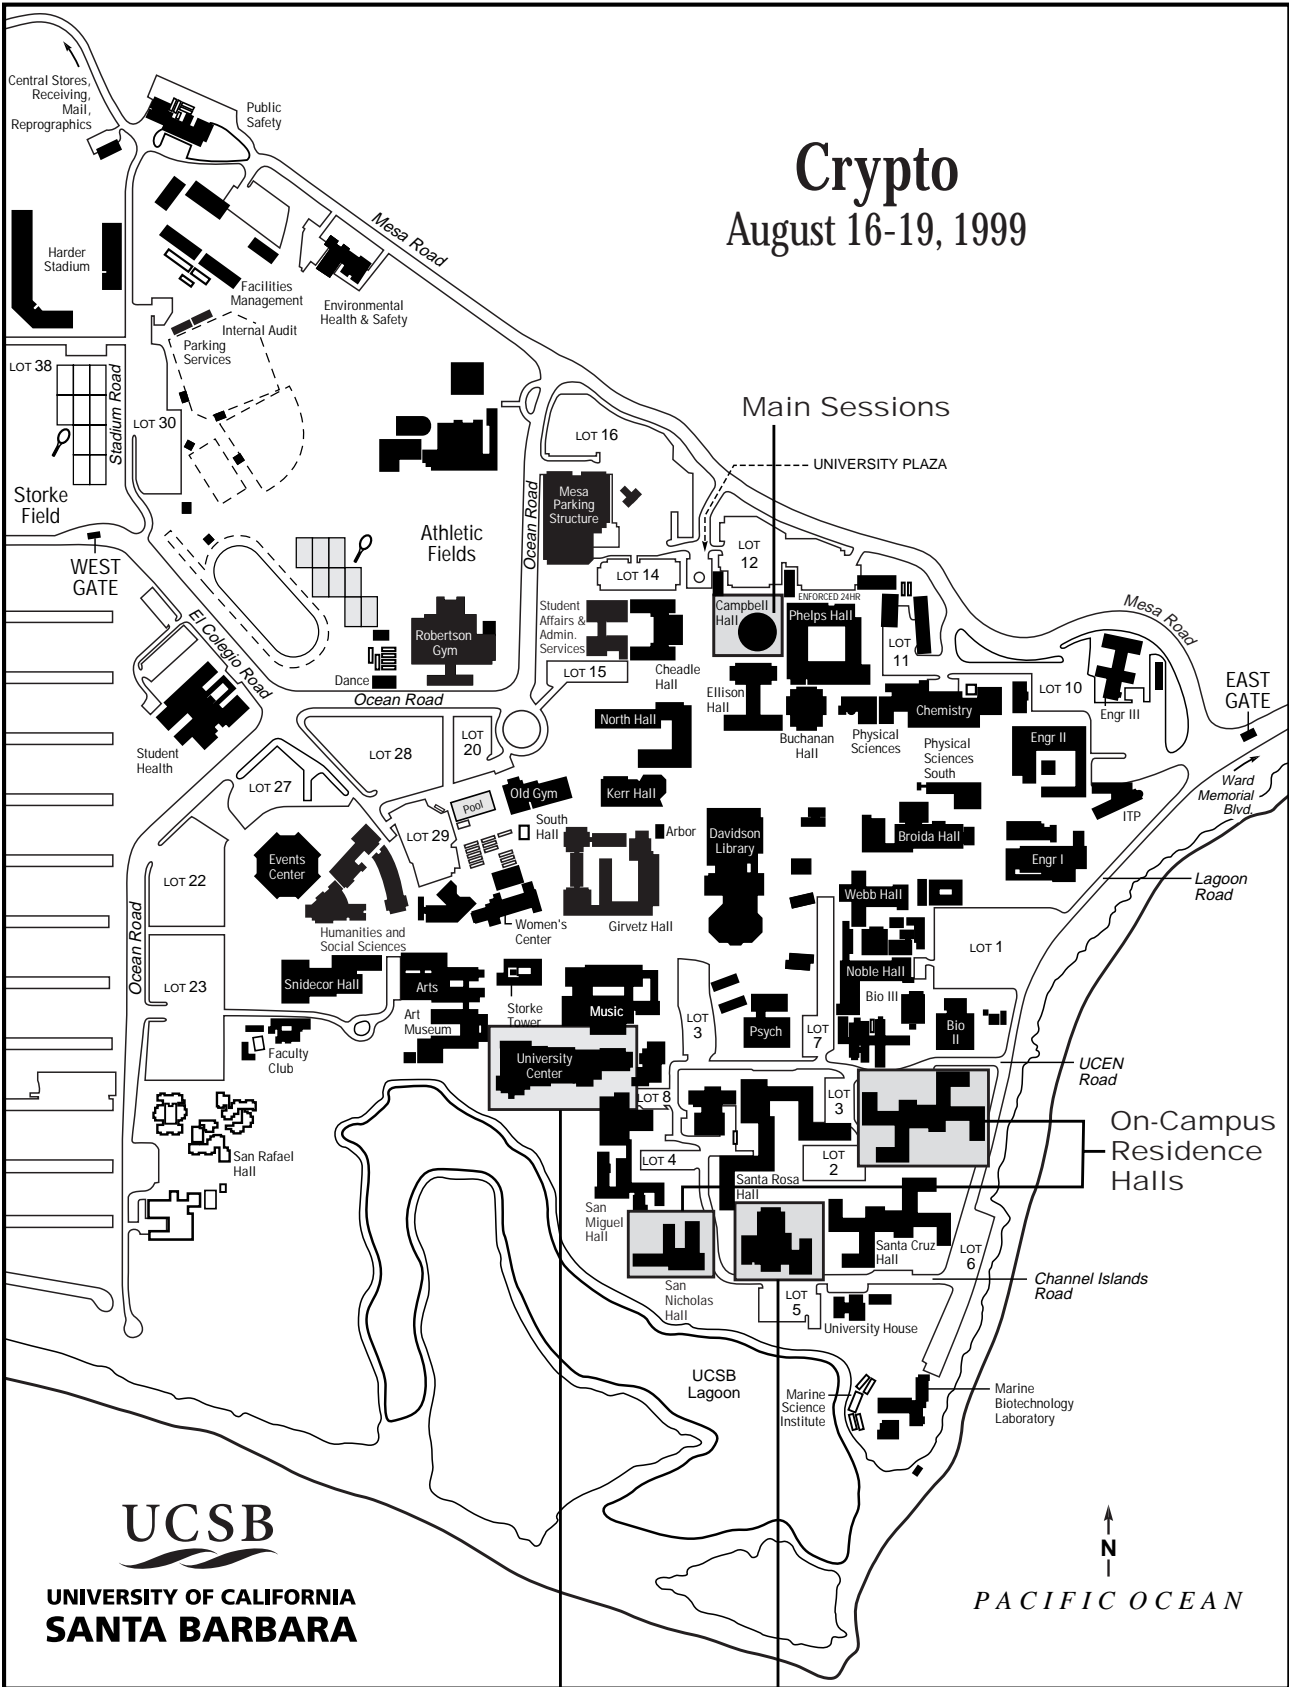 Crypto
August 16-19, 1999
Central Stores,
Receiving,
Mail,
Reprographics
Public
Safety
Mesa Road
Harder
Stadium
Facilities
Management
Environmental
Health & Safety
Internal Audit
Parking
Services
LOT 38
Stadium Road
LOT 30
Main Sessions
LOT 16
UNIVERSITY PLAZA
Storke
Field
Mesa
Parking
Structure
Ocean Road
Athletic
Fields
WEST
GATE
LOT
12
LOT 14
ENFORCED 24HR
Campbell
Hall
Phelps Hall
Student
Affairs &
Admin.
Services
Mesa Road
El Colegio Road
Robertson
Gym
LOT
11
LOT 15
Cheadle
Hall
Dance
Ocean Road
Ellison
Hall
LOT 10
EAST
GATE
Chemistry
Engr III
North Hall
Buchanan
Hall
Physical
Sciences
Physical
Sciences
South
Engr II
Student
Health
LOT 28
LOT
20
LOT 27
Pool
Old Gym
Kerr Hall
Ward
Memorial
Blvd.
ITP
LOT 29
South
Hall
Arbor
Davidson
Library
Broida Hall
Events
Center
Engr I
LOT 22
Webb Hall
Lagoon
Road
Ocean Road
Humanities and
Social Sciences
Women's
Center
Girvetz Hall
LOT 1
LOT 23
Snidecor Hall
Arts
Noble Hall
Storke
Tower
Music
Art
Museum
Bio III
LOT
3
Psych
LOT
7
Bio
II
Faculty
Club
University
Center
UCEN
Road
LOT 8
LOT
3
On-Campus
Residence
Halls
San Rafael
Hall
LOT 4
LOT
2
Santa Rosa
Hall
San
Miguel
Hall
Santa Cruz
Hall
LOT
6
Channel Islands
Road
San
Nicholas
Hall
LOT
5
University House
UCSB
Lagoon
Marine
Science
Institute
Marine
Biotechnology
Laboratory
UCSB
UNIVERSITY OF CALIFORNIA
SANTA BARBARA
N
PACIFIC OCEAN